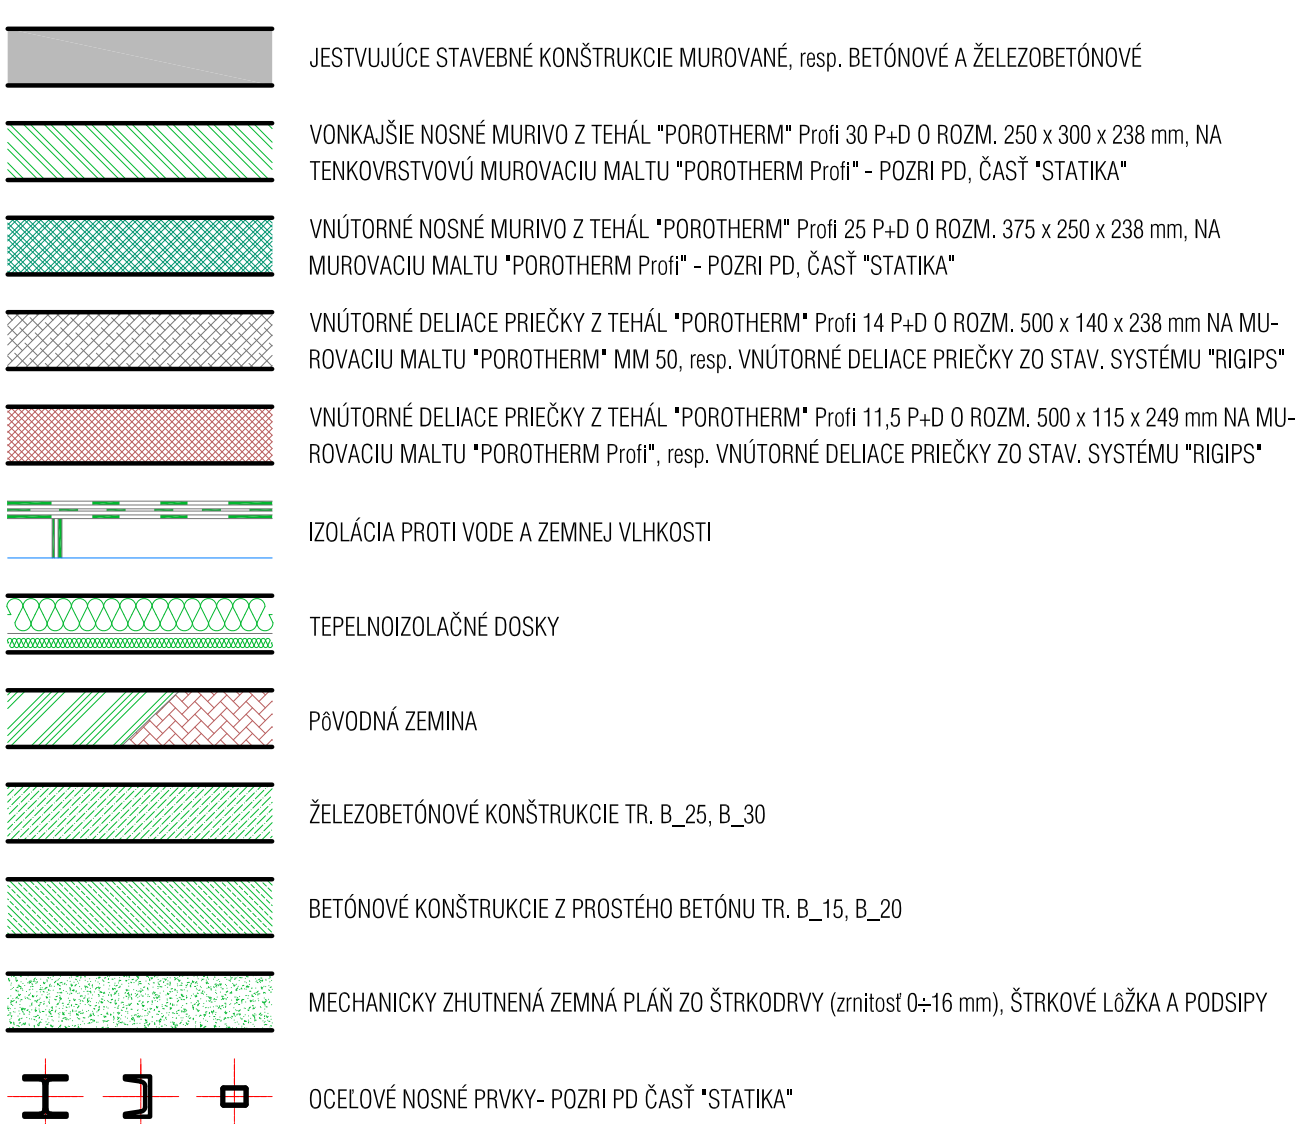 JESTVUJÚCE STAVEBNÉ KONŠTRUKCIE MUROVANÉ, resp. BETÓNOVÉ A ŽELEZOBETÓNOVÉ
VONKAJŠIE NOSNÉ MURIVO Z TEHÁL "POROTHERM" Profi 30 P+D O ROZM. 250 x 300 x 238 mm, NA
TENKOVRSTVOVÚ MUROVACIU MALTU "POROTHERM Profi" - POZRI PD, ČASŤ "STATIKA"
VNÚTORNÉ NOSNÉ MURIVO Z TEHÁL "POROTHERM" Profi 25 P+D O ROZM. 375 x 250 x 238 mm, NA
MUROVACIU MALTU "POROTHERM Profi" - POZRI PD, ČASŤ "STATIKA"
VNÚTORNÉ DELIACE PRIEČKY Z TEHÁL "POROTHERM" Profi 14 P+D O ROZM. 500 x 140 x 238 mm NA MU-
ROVACIU MALTU "POROTHERM" MM 50, resp. VNÚTORNÉ DELIACE PRIEČKY ZO STAV. SYSTÉMU "RIGIPS"
VNÚTORNÉ DELIACE PRIEČKY Z TEHÁL "POROTHERM" Profi 11,5 P+D O ROZM. 500 x 115 x 249 mm NA MU-
ROVACIU MALTU "POROTHERM Profi", resp. VNÚTORNÉ DELIACE PRIEČKY ZO STAV. SYSTÉMU "RIGIPS"
IZOLÁCIA PROTI VODE A ZEMNEJ VLHKOSTI
TEPELNOIZOLAČNÉ DOSKY
PôVODNÁ ZEMINA
ŽELEZOBETÓNOVÉ KONŠTRUKCIE TR. B_25, B_30
BETÓNOVÉ KONŠTRUKCIE Z PROSTÉHO BETÓNU TR. B_15, B_20
MECHANICKY ZHUTNENÁ ZEMNÁ PLÁŇ ZO ŠTRKODRVY (zrnitosť 0÷16 mm), ŠTRKOVÉ LôŽKA A PODSIPY
OCEĽOVÉ NOSNÉ PRVKY- POZRI PD ČASŤ "STATIKA"